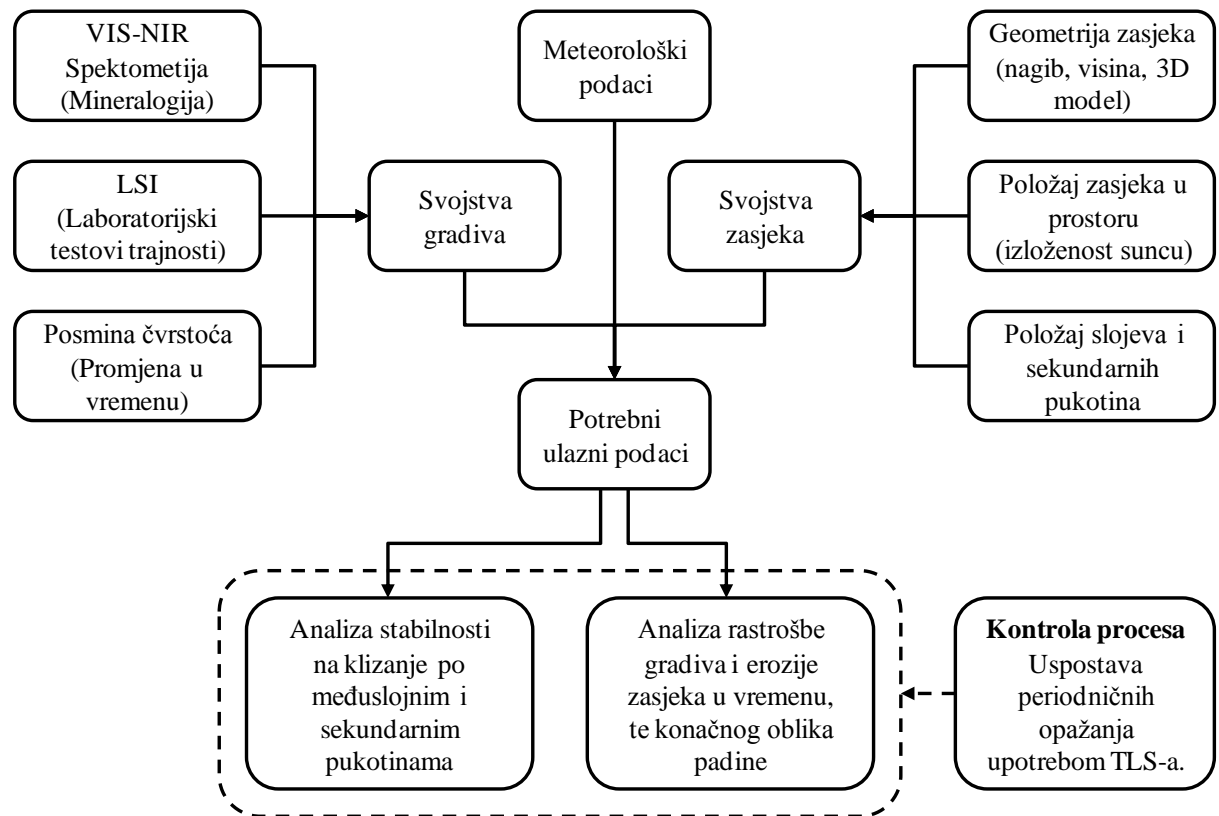 VIS-NIR
Spektometija
(Mineralogija)
Meteorološki
podaci
Geometrija zasjeka
(nagib, visina, 3D
model)
LSI
(Laboratorijski
testovi trajnosti)
Svojstva
gradiva
Svojstva
zasjeka
Položaj zasjeka u
prostoru
(izloženost suncu)
Posmina čvrstoća
(Promjena u
vremenu)
Položaj slojeva i
sekundarnih
pukotina
Potrebni
ulazni podaci
Analiza stabilnosti
na klizanje po
međuslojnim i
sekundarnim
pukotinama
Analiza rastrošbe
gradiva i erozije
zasjeka u vremenu,
te konačnog oblika
padine
Kontrola procesa
Uspostava
periodničnih
opažanja
upotrebom TLS-a.